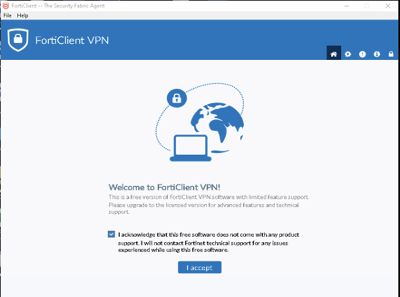 FortiClient -- The Security Fabric Agent
File Help
FortiClient VPN
Welcome to FortiClient VPN!
This is a free version of FortiClient VPN software with limited feature support.
Please upgrade to the licensed version for advanced features and technical
support.
I acknowledge that this free software does not come with any product
support. I will not contact Fortinet technical support for any issues
experienced while using this free software.
I accept